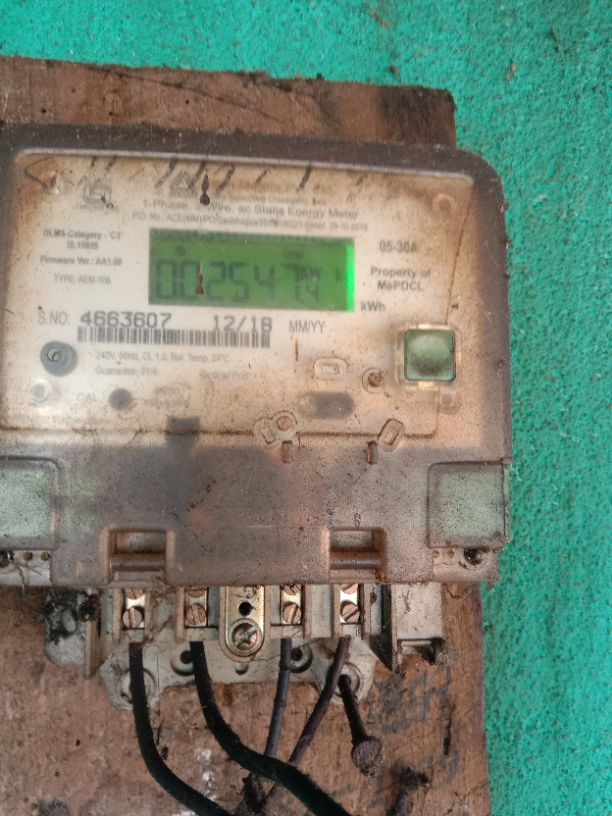 1-Phase, Wire, ac Static Energy Meter
DLMS-Category - 'C3'
IS:15959
Firmware Ver.: AA1.00
TYPE: AEM-100
002547
kWh
05-30A
Property of
MePDCL
S.NO. 4663607 12/18 MM/YY
240V, 50Hz, CL 1.0, Ref. Temp. 27°C
Guarantee: 5Yrs
CAL